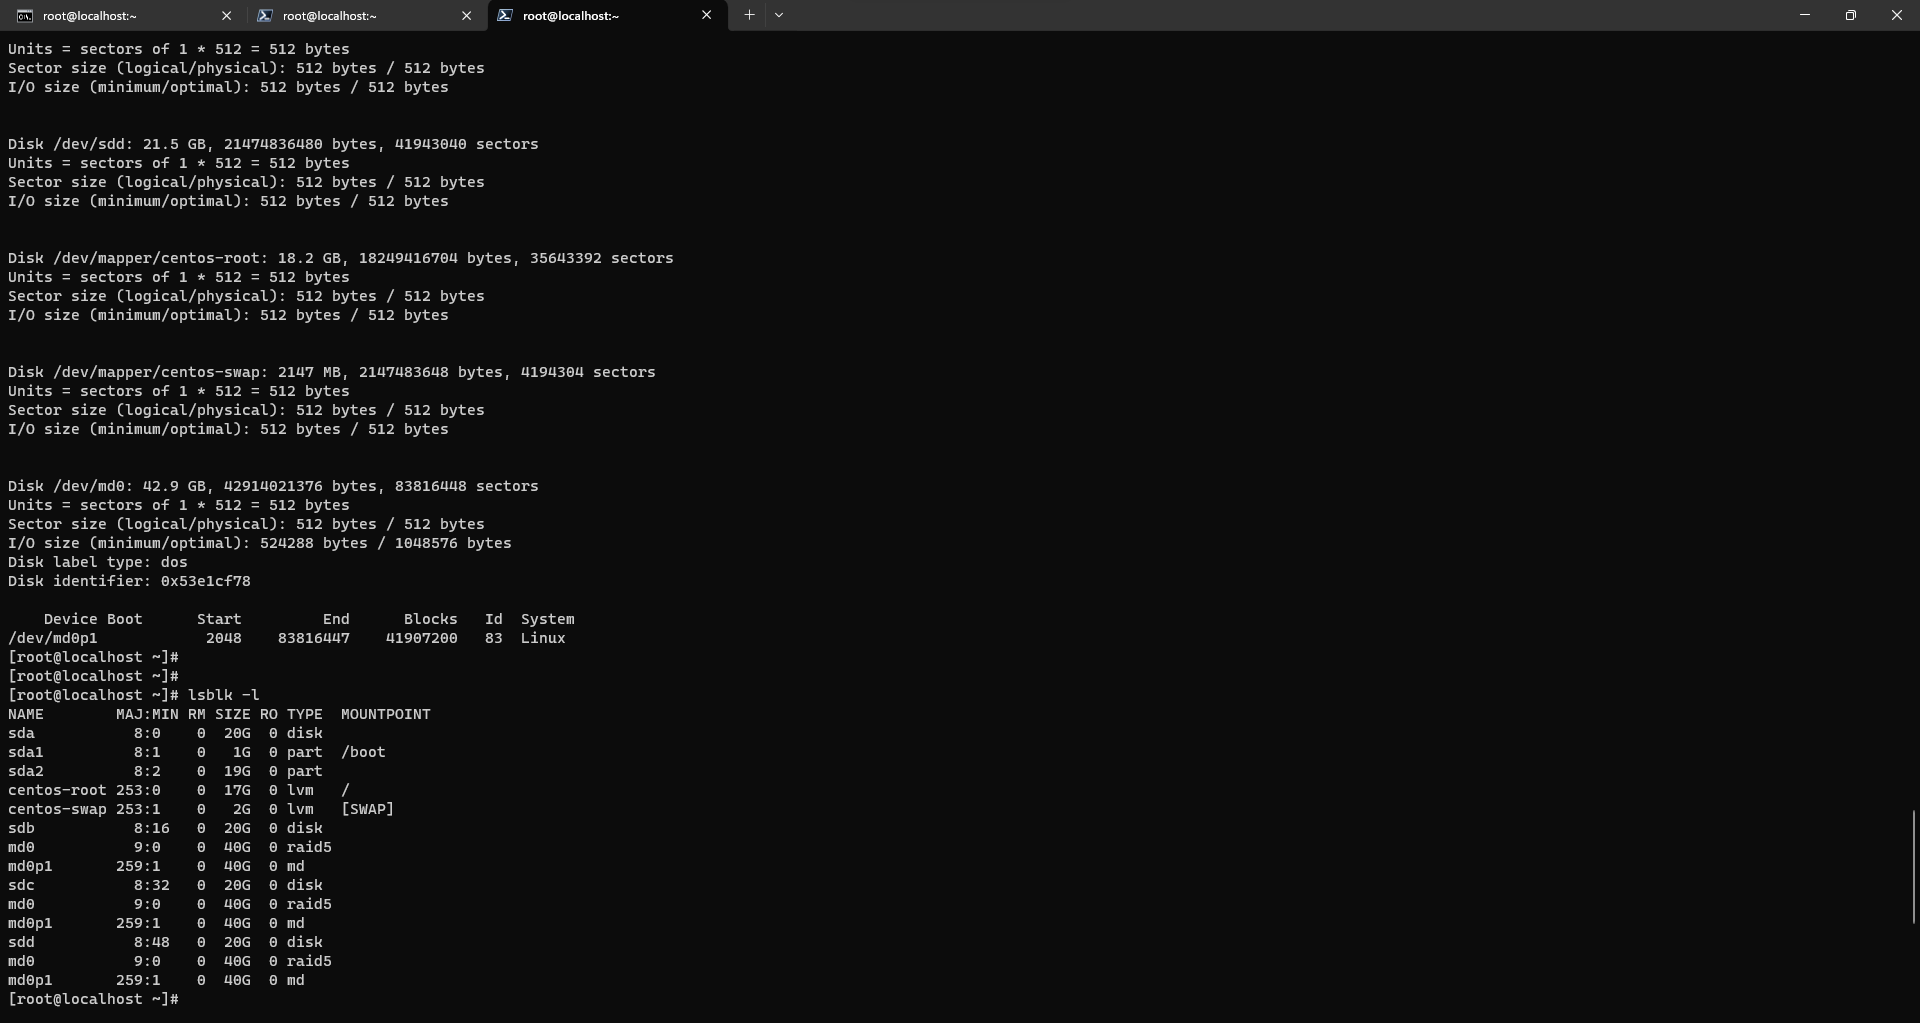 root@localhost:~ root@localhost:~ root@localhost:~
Units = sectors of 1 * 512 = 512 bytes
Sector size (logical/physical): 512 bytes / 512 bytes
I/O size (minimum/optimal): 512 bytes / 512 bytes
Disk /dev/sdd: 21.5 GB, 21474836480 bytes, 41943040 sectors
Units = sectors of 1 * 512 = 512 bytes
Sector size (logical/physical): 512 bytes / 512 bytes
I/O size (minimum/optimal): 512 bytes / 512 bytes
Disk /dev/mapper/centos-root: 18.2 GB, 18249416704 bytes, 35643392 sectors
Units = sectors of 1 * 512 = 512 bytes
Sector size (logical/physical): 512 bytes / 512 bytes
I/O size (minimum/optimal): 512 bytes / 512 bytes
Disk /dev/mapper/centos-swap: 2147 MB, 2147483648 bytes, 4194304 sectors
Units = sectors of 1 * 512 = 512 bytes
Sector size (logical/physical): 512 bytes / 512 bytes
I/O size (minimum/optimal): 512 bytes / 512 bytes
Disk /dev/md0: 42.9 GB, 42914021376 bytes, 83816448 sectors
Units = sectors of 1 * 512 = 512 bytes
Sector size (logical/physical): 512 bytes / 512 bytes
I/O size (minimum/optimal): 524288 bytes / 1048576 bytes
Disk label type: dos
Disk identifier: 0x53e1cf78
Device Boot Start End Blocks Id System
/dev/md0p1 2048 83816447 41907200 83 Linux
[root@localhost ~]#
[root@localhost ~]#
[root@localhost ~]# lsblk -l
NAME MAJ:MIN RM SIZE RO TYPE MOUNTPOINT
sda 8:0 0 20G 0 disk
sda1 8:1 0 1G 0 part /boot
sda2 8:2 0 19G 0 part
centos-root 253:0 0 17G 0 lvm /
centos-swap 253:1 0 2G 0 lvm [SWAP]
sdb 8:16 0 20G 0 disk
md0 9:0 0 40G 0 raid5
md0p1 259:1 0 40G 0 md
sdc 8:32 0 20G 0 disk
md0 9:0 0 40G 0 raid5
md0p1 259:1 0 40G 0 md
sdd 8:48 0 20G 0 disk
md0 9:0 0 40G 0 raid5
md0p1 259:1 0 40G 0 md
[root@localhost ~]#